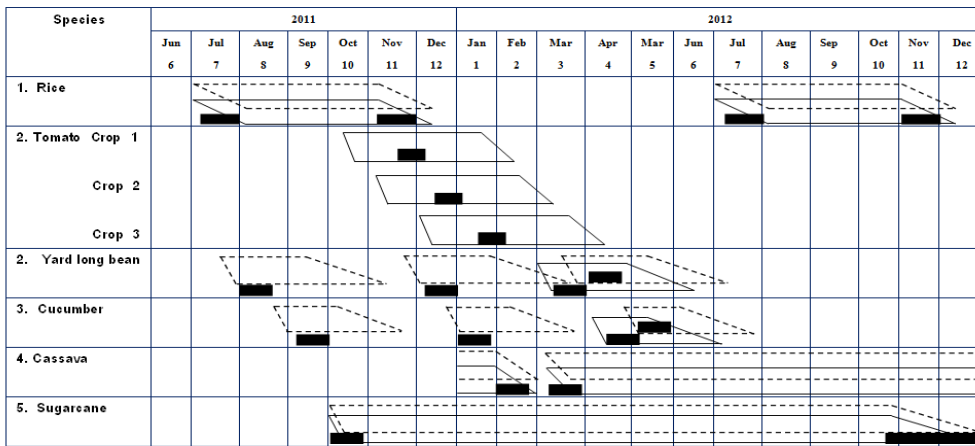 Species 2011 2012
Jun Jul Aug Sep Oct Nov Dec Jan Feb Mar Apr Mar Jun Jul Aug Sep Oct Nov Dec
6 7 8 9 10 11 12 1 2 3 4 5 6 7 8 9 10 11 12
1. Rice
2. Tomato Crop 1
Crop 2
Crop 3
2. Yard long bean
3. Cucumber
4. Cassava
5. Sugarcane